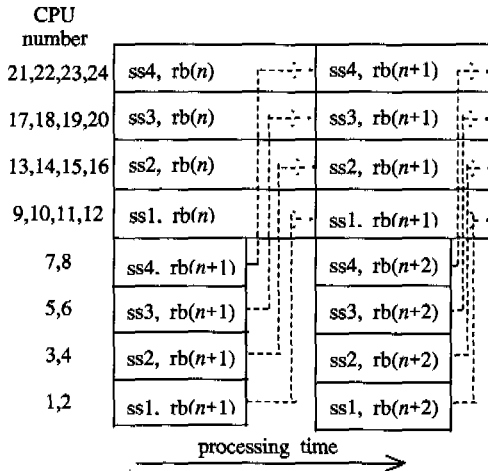 CPU
number
21,22,23,24 ss4, rb(n) ss4, rb(n+1)
17,18,19,20 ss3, rb(n) ss3, rb(n+1)
13,14,15,16 ss2, rb(n) ss2, rb(n+1)
9,10,11,12 ss1. rb(n) ss1. rb(n+1)
7,8 ss4. rb(n+1) ss4, rb(n+2)
5,6 ss3, rb(n+1) ss3, rb(n+2)
3,4 ss2, rb(n+1) ss2, rb(n+2)
1,2 ss1. rb(n+1) ss1, rb(n+2)
processing time